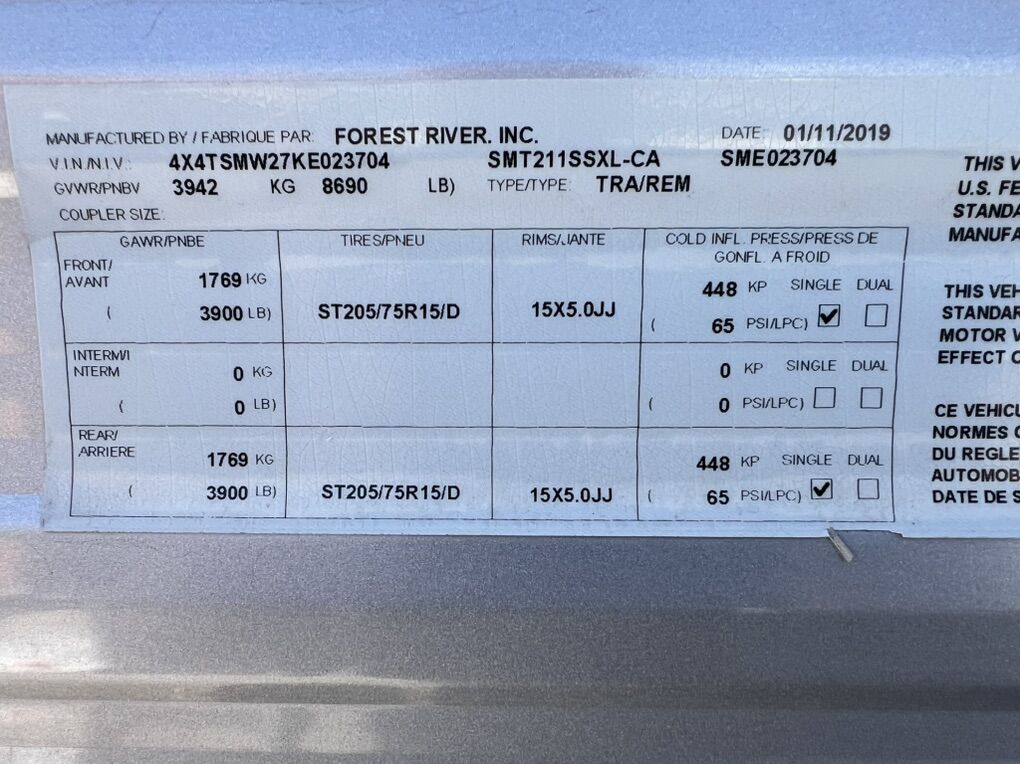 MANUFACTURED BY / FABRIQUE PAR: FOREST RIVER. INC. DATE: 01/11/2019
V.I.N./N.I.V.: 4X4TSMW27KE023704 SMT211SSXL-CA SME023704
GVWR/PNBV 3942 KG 8690 LB) TYPE/TYPE: TRA/REM
COUPLER SIZE:
GAWR/PNBE TIRES/PNEU RIMS/JANTE COLD INFL. PRESS/PRESS DE
GONFL. A FROID
FRONT/
AVANT 1769 KG 448 KP SINGLE DUAL
( 3900 LB) ST205/75R15/D 15X5.0JJ ( 65 PSI/LPC)
INTERM/I
NTERM 0 KG 0 KP SINGLE DUAL
( 0 LB) ( 0 PSI/LPC)
REAR/
ARRIERE 1769 KG 448 KP SINGLE DUAL
( 3900 LB) ST205/75R15/D 15X5.0JJ ( 65 PSI/LPC)
THIS V
U.S. FE
STANDA
MANUFA
THIS VEH
STANDAR
MOTOR V
EFFECT O
CE VEHICU
NORMES
DU REGLE
AUTOMOB
DATE DE S